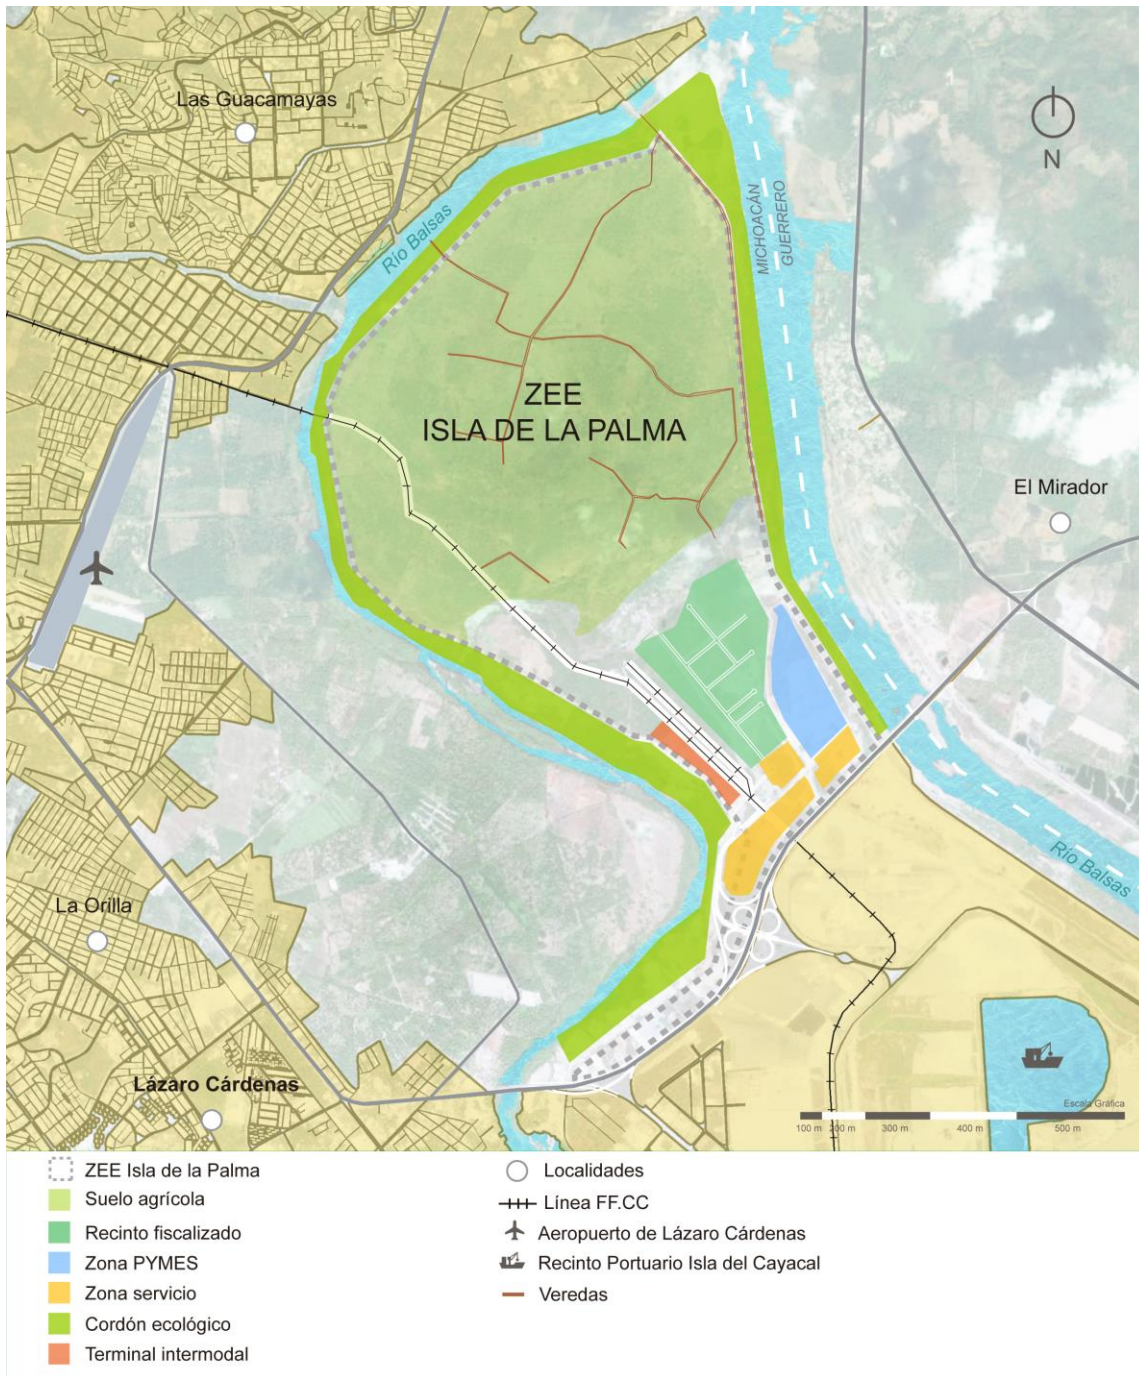 Las Guacamayas
N
Río Balsas
MICHOACÁN
GUERRERO
ZEE
ISLA DE LA PALMA
El Mirador
Río Balsas
La Orilla
Lázaro Cárdenas
Escala Gráfica
100 m 200 m 300 m 400 m 500 m
ZEE Isla de la Palma
Suelo agrícola
Recinto fiscalizado
Zona PYMES
Zona servicio
Cordón ecológico
Terminal intermodal
Localidades
Línea FF.CC
Aeropuerto de Lázaro Cárdenas
Recinto Portuario Isla del Cayacal
Veredas